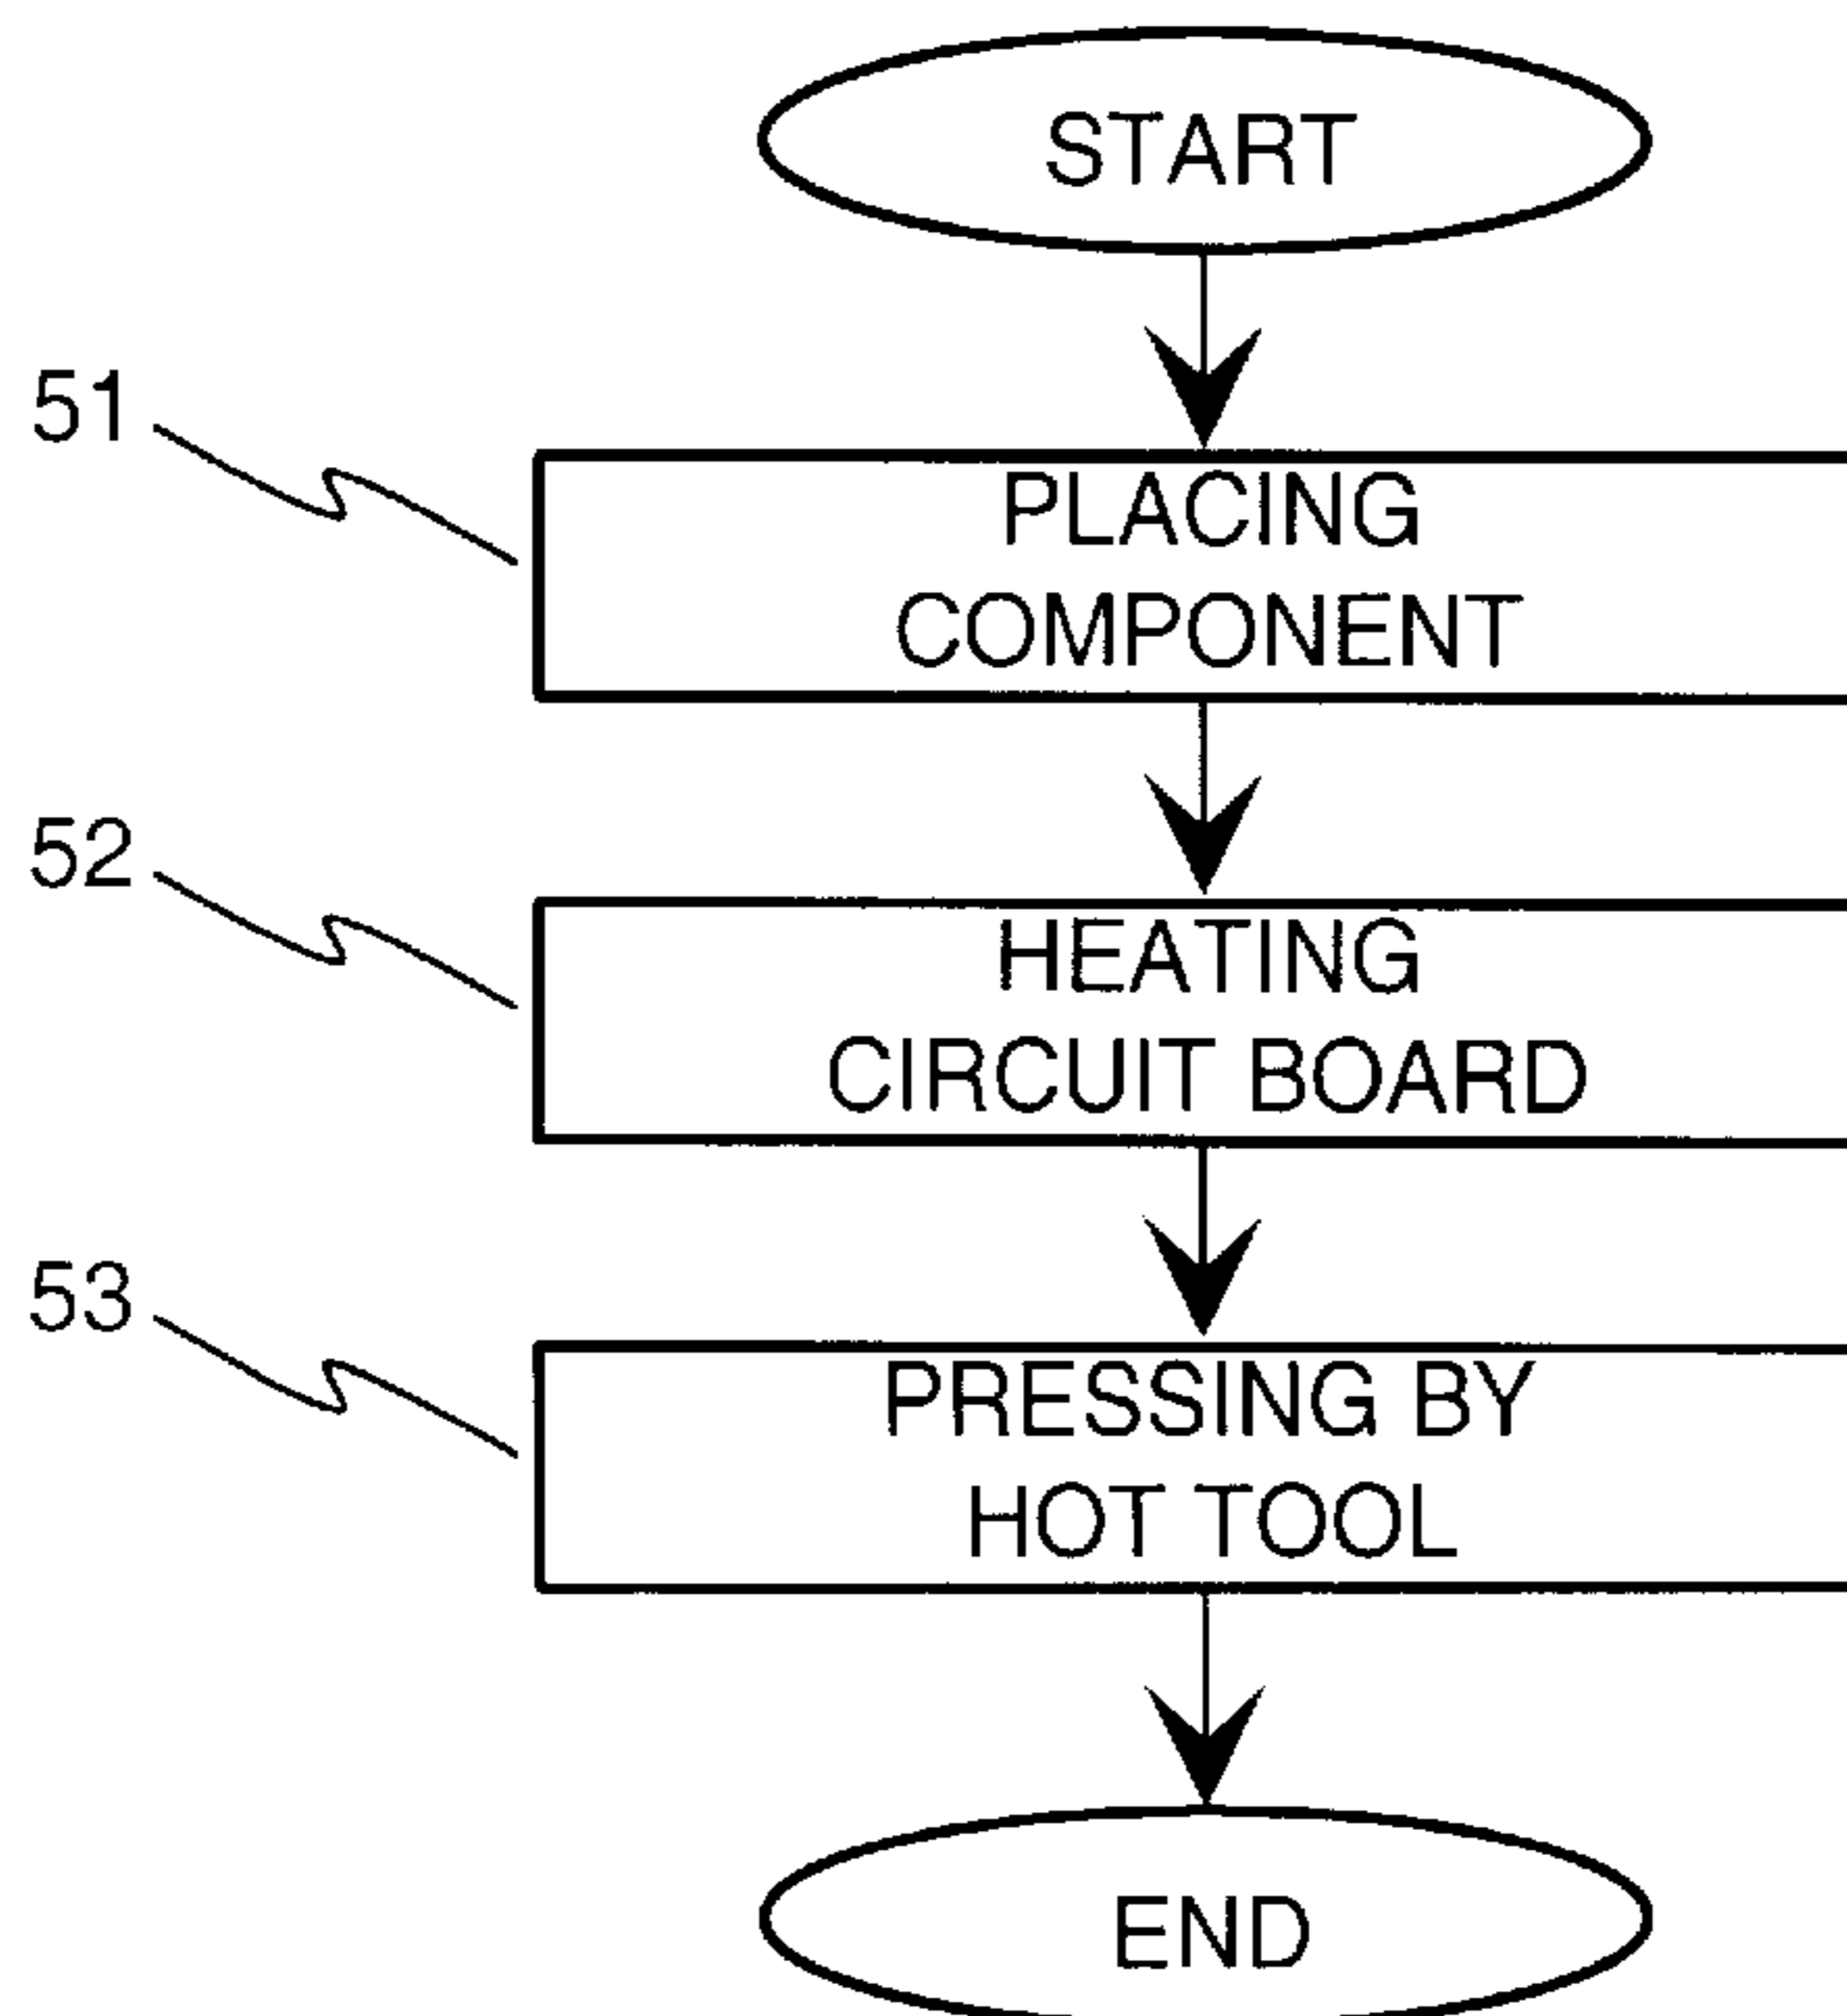 START
51
PLACING
COMPONENT
52
HEATING
CIRCUIT BOARD
53
PRESSING BY
HOT TOOL
END